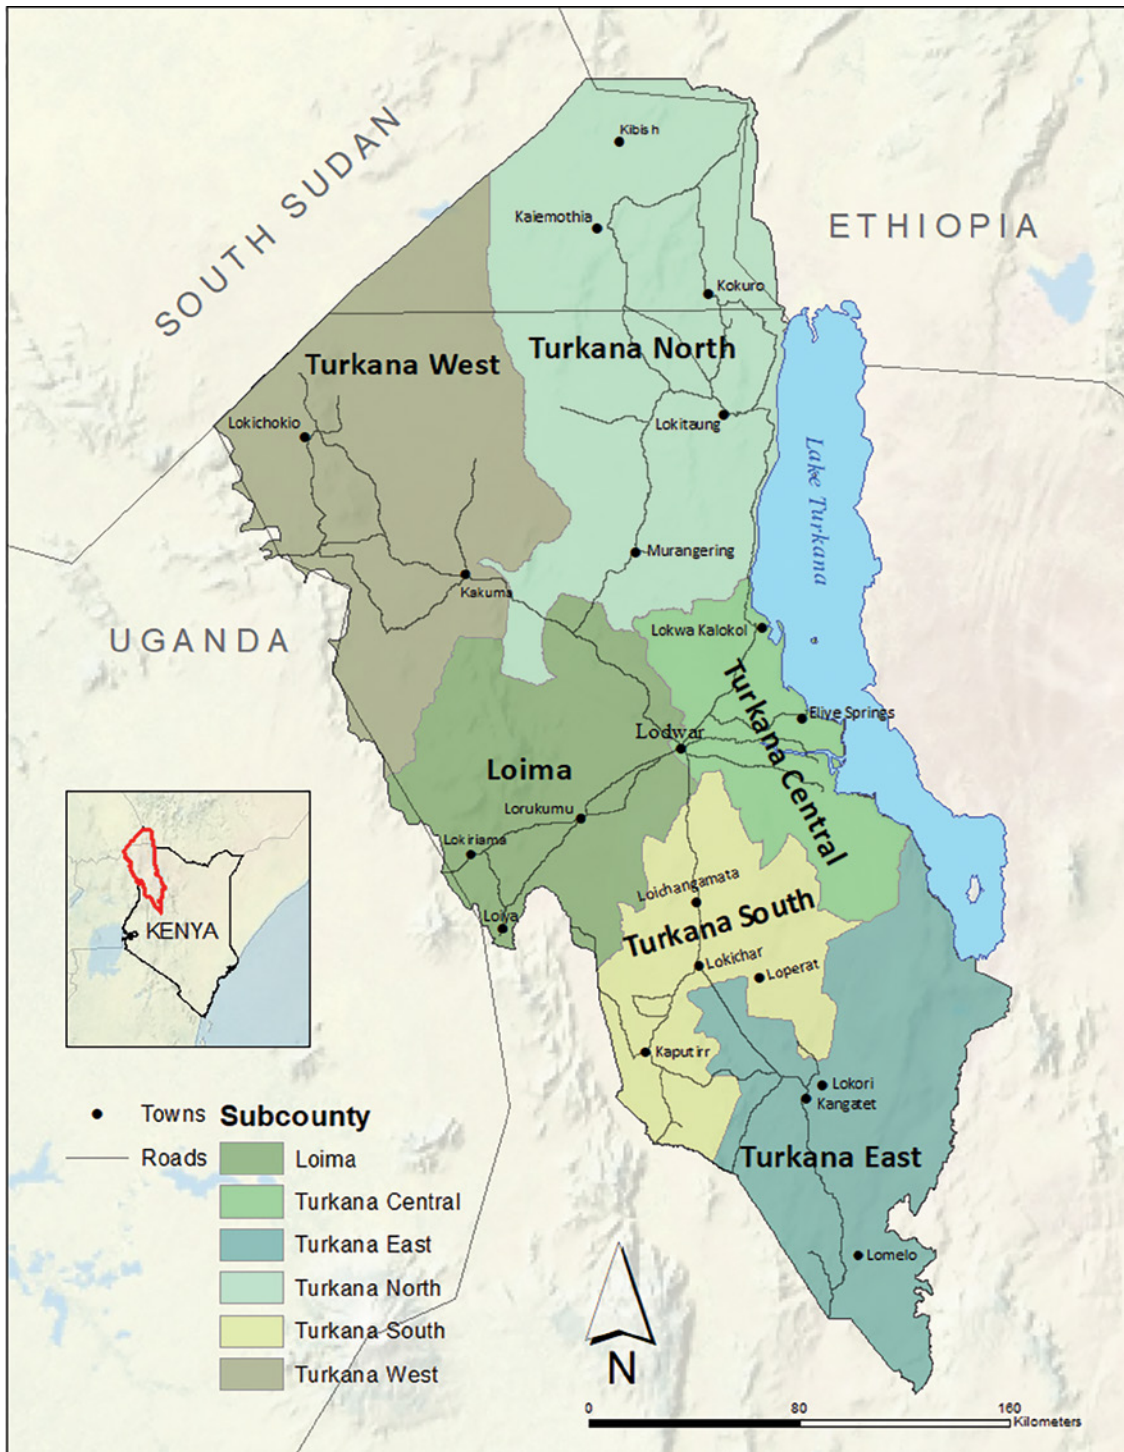 SOUTH SUDAN
ETHIOPIA
UGANDA
Kibish
Kaiemothia
Kokuro
Turkana North
Turkana West
Lokichokio
Lokitaung
Lake Turkana
Murangering
Kakuma
Lokwa Kalokol
Turkana Central
Eliye Springs
Lodwar
Loima
Lorukumu
Lokiriama
Loiya
Loichangamata
Turkana South
Lokichar
Loperat
Kaputirr
Lokori
Kangatet
Turkana East
Lomelo
KENYA
Towns
Roads
Subcounty
Loima
Turkana Central
Turkana East
Turkana North
Turkana South
Turkana West
N
0 80 160
Kilometers